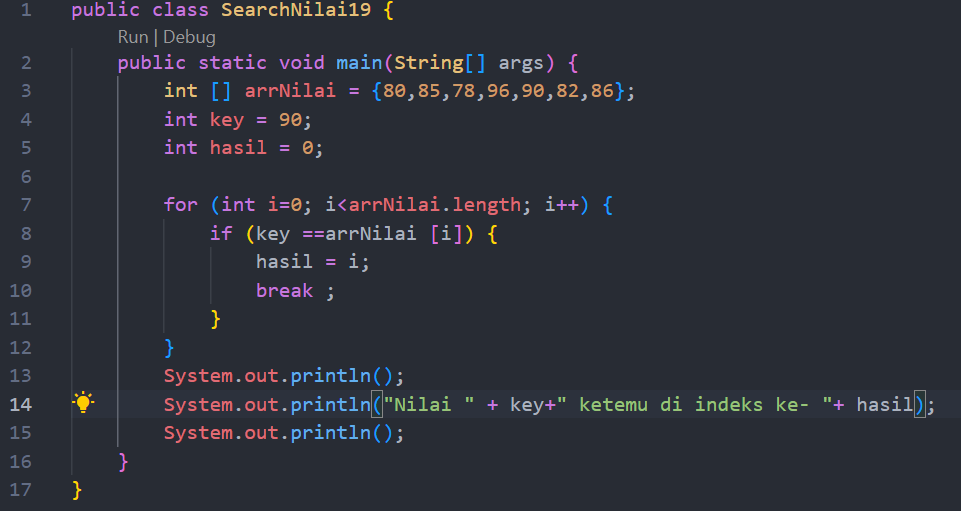 1 public class SearchNilai19 {
Run | Debug
2 public static void main(String[] args) {
3 int [] arrNilai = {80,85,78,96,90,82,86};
4 int key = 90;
5 int hasil = 0;
6
7 for (int i=0; i<arrNilai.length; i++) {
8 if (key ==arrNilai [i]) {
9 hasil = i;
10 break ;
11 }
12 }
13 System.out.println();
14 System.out.println("Nilai " + key+" ketemu di indeks ke- "+ hasil);
15 System.out.println();
16 }
17 }